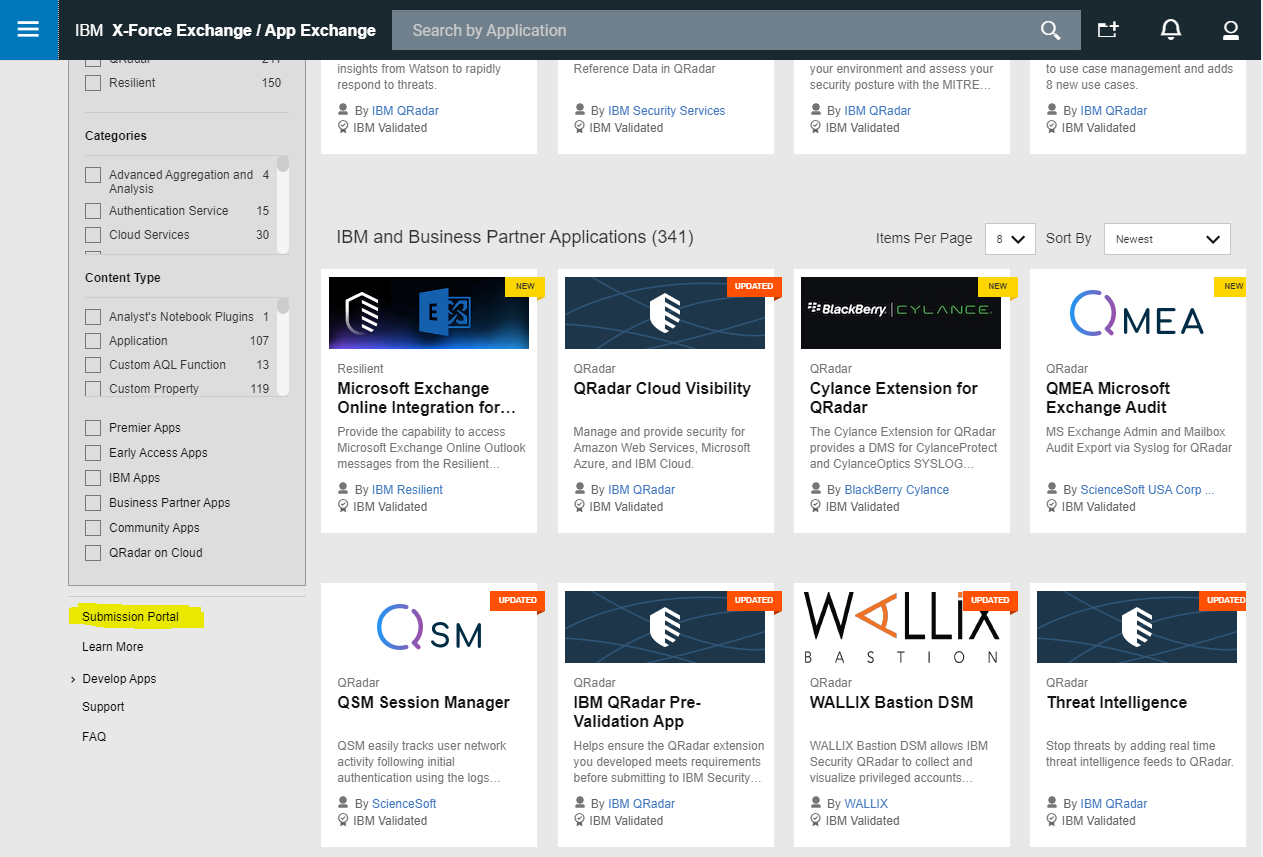 IBM X-Force Exchange / App Exchange
Search by Application
Resilient 150
Categories
Advanced Aggregation and 4
Analysis
Authentication Service 15
Cloud Services 30
Content Type
Analyst's Notebook Plugins 1
Application 107
Custom AQL Function 13
Custom Property 119
Premier Apps
Early Access Apps
IBM Apps
Business Partner Apps
Community Apps
QRadar on Cloud
Submission Portal
Learn More
Develop Apps
Support
FAQ
insights from Watson to rapidly
respond to threats.
By IBM QRadar
IBM Validated
Reference Data in QRadar
By IBM Security Services
IBM Validated
your environment and assess your
security posture with the MITRE…
By IBM QRadar
IBM Validated
to use case management and adds
8 new use cases.
By IBM QRadar
IBM Validated
IBM and Business Partner Applications (341)
Items Per Page 8 Sort By Newest
NEW
Resilient
Microsoft Exchange
Online Integration for…
Provide the capability to access
Microsoft Exchange Online Outlook
messages from the Resilient…
By IBM Resilient
IBM Validated
UPDATED
QRadar
QRadar Cloud Visibility
Manage and provide security for
Amazon Web Services, Microsoft
Azure, and IBM Cloud.
By IBM QRadar
IBM Validated
NEW
BlackBerry | CYLANCE
QRadar
Cylance Extension for
QRadar
The Cylance Extension for QRadar
provides a DMS for CylanceProtect
and CylanceOptics SYSLOG…
By BlackBerry Cylance
IBM Validated
NEW
QMEA
QRadar
QMEA Microsoft
Exchange Audit
MS Exchange Admin and Mailbox
Audit Export via Syslog for QRadar
By ScienceSoft USA Corp ...
IBM Validated
UPDATED
QSM
QRadar
QSM Session Manager
QSM easily tracks user network
activity following initial
authentication using the logs…
By ScienceSoft
IBM Validated
UPDATED
QRadar
IBM QRadar Pre-
Validation App
Helps ensure the QRadar extension
you developed meets requirements
before submitting to IBM Security…
By IBM QRadar
IBM Validated
UPDATED
WALLIX
BASTION
QRadar
WALLIX Bastion DSM
WALLIX Bastion DSM allows IBM
Security QRadar to collect and
visualize privileged accounts…
By WALLIX
IBM Validated
UPDATED
QRadar
Threat Intelligence
Stop threats by adding real time
threat intelligence feeds to QRadar.
By IBM QRadar
IBM Validated